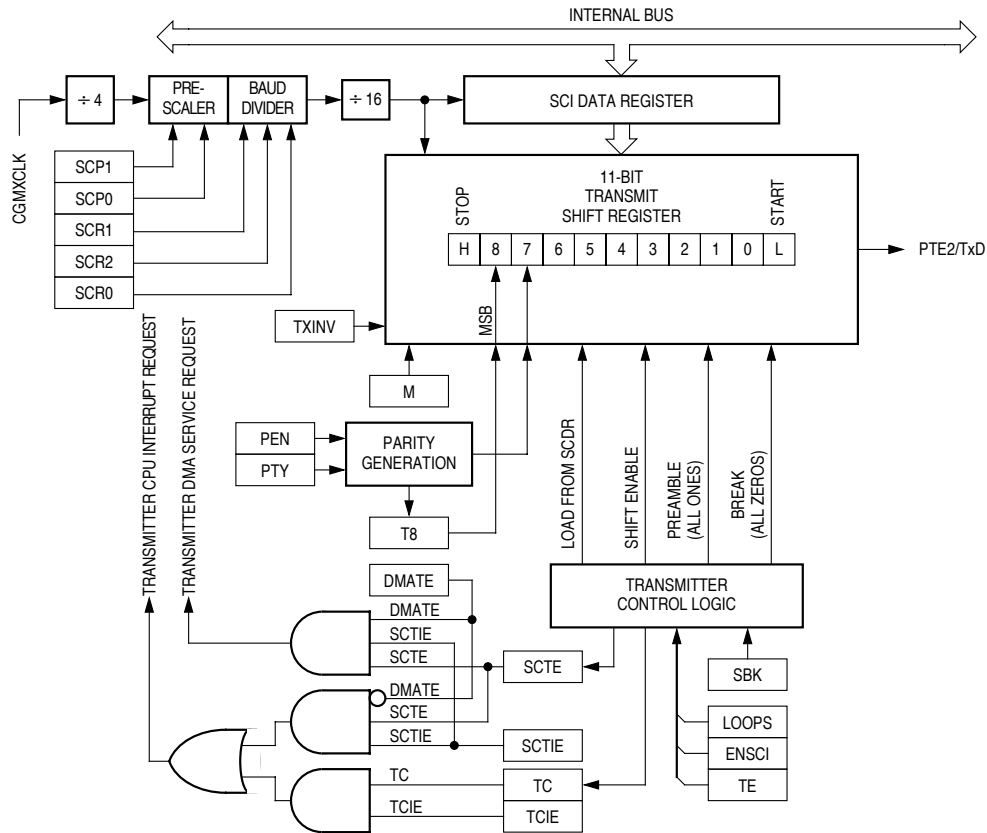 INTERNAL BUS
÷ 4
PRE-
SCALER
BAUD
DIVIDER
÷ 16
SCI DATA REGISTER
CGMXCLK
SCP1
SCP0
SCR1
SCR2
SCR0
11-BIT
TRANSMIT
SHIFT REGISTER
STOP
START
H 8 7 6 5 4 3 2 1 0 L
PTE2/TxD
TXINV
MSB
M
PEN
PTY
PARITY
GENERATION
T8
TRANSMITTER CPU INTERRUPT REQUEST
TRANSMITTER DMA SERVICE REQUEST
LOAD FROM SCDR
SHIFT ENABLE
PREAMBLE
(ALL ONES)
BREAK
(ALL ZEROS)
DMATE
TRANSMITTER
CONTROL LOGIC
DMATE
SCTIE
SCTE
SCTE
SBK
DMATE
SCTE
SCTIE
SCTIE
LOOPS
ENSCI
TE
TC
TC
TCIE
TCIE